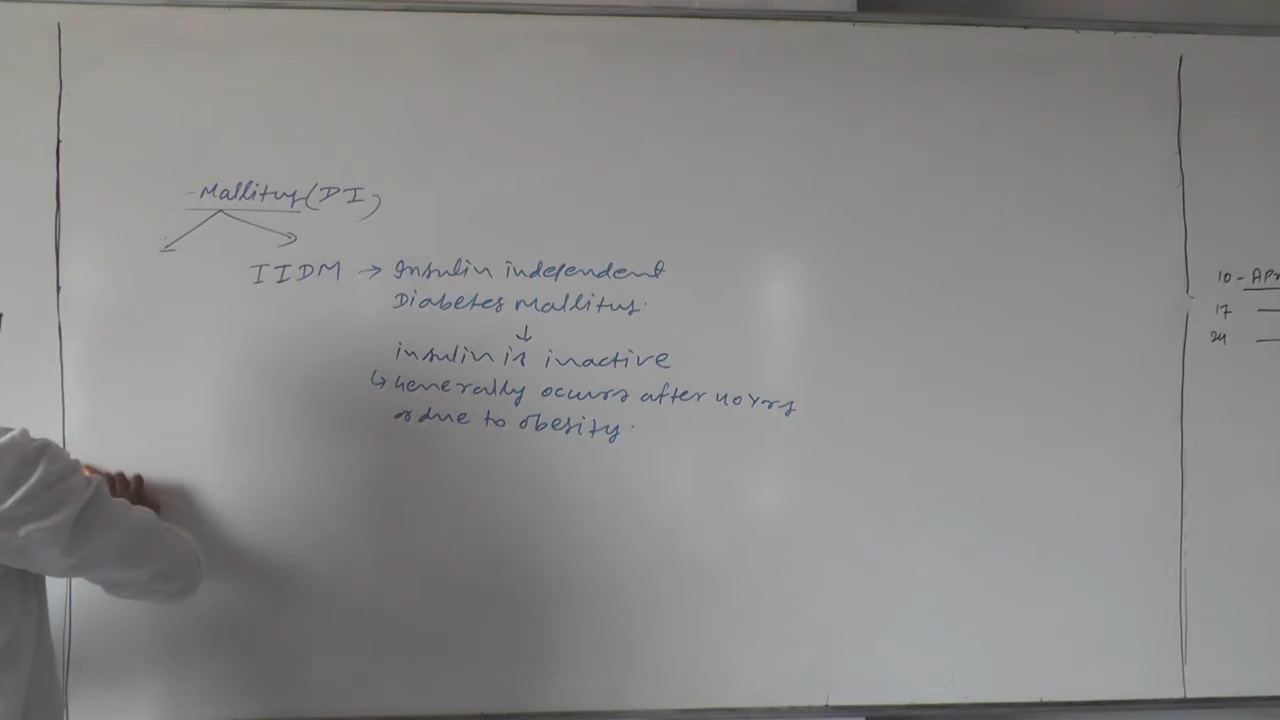 Mallitus (DI)
IIDM → Insulin independent
Diabetes Mallitus.
↓
insulin is inactive
↳ Generally occurs after 40 Yrs
or due to obesity.
10 - Apr
17 —
24 —